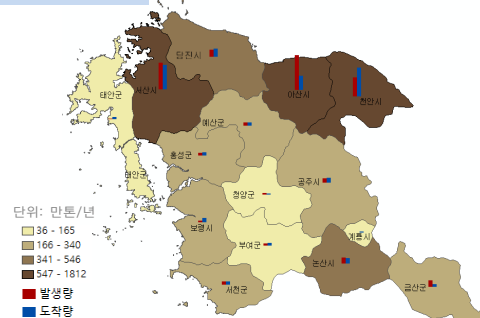 당진시
서산시
태안군
아산시
천안시
예산군
홍성군
태안군
공주시
청양군
단위: 만톤/년
보령시
36 - 165
계룡시
부여군
166 - 340
341 - 546
논산시
547 - 1812
서천군
금산군
발생량
도착량